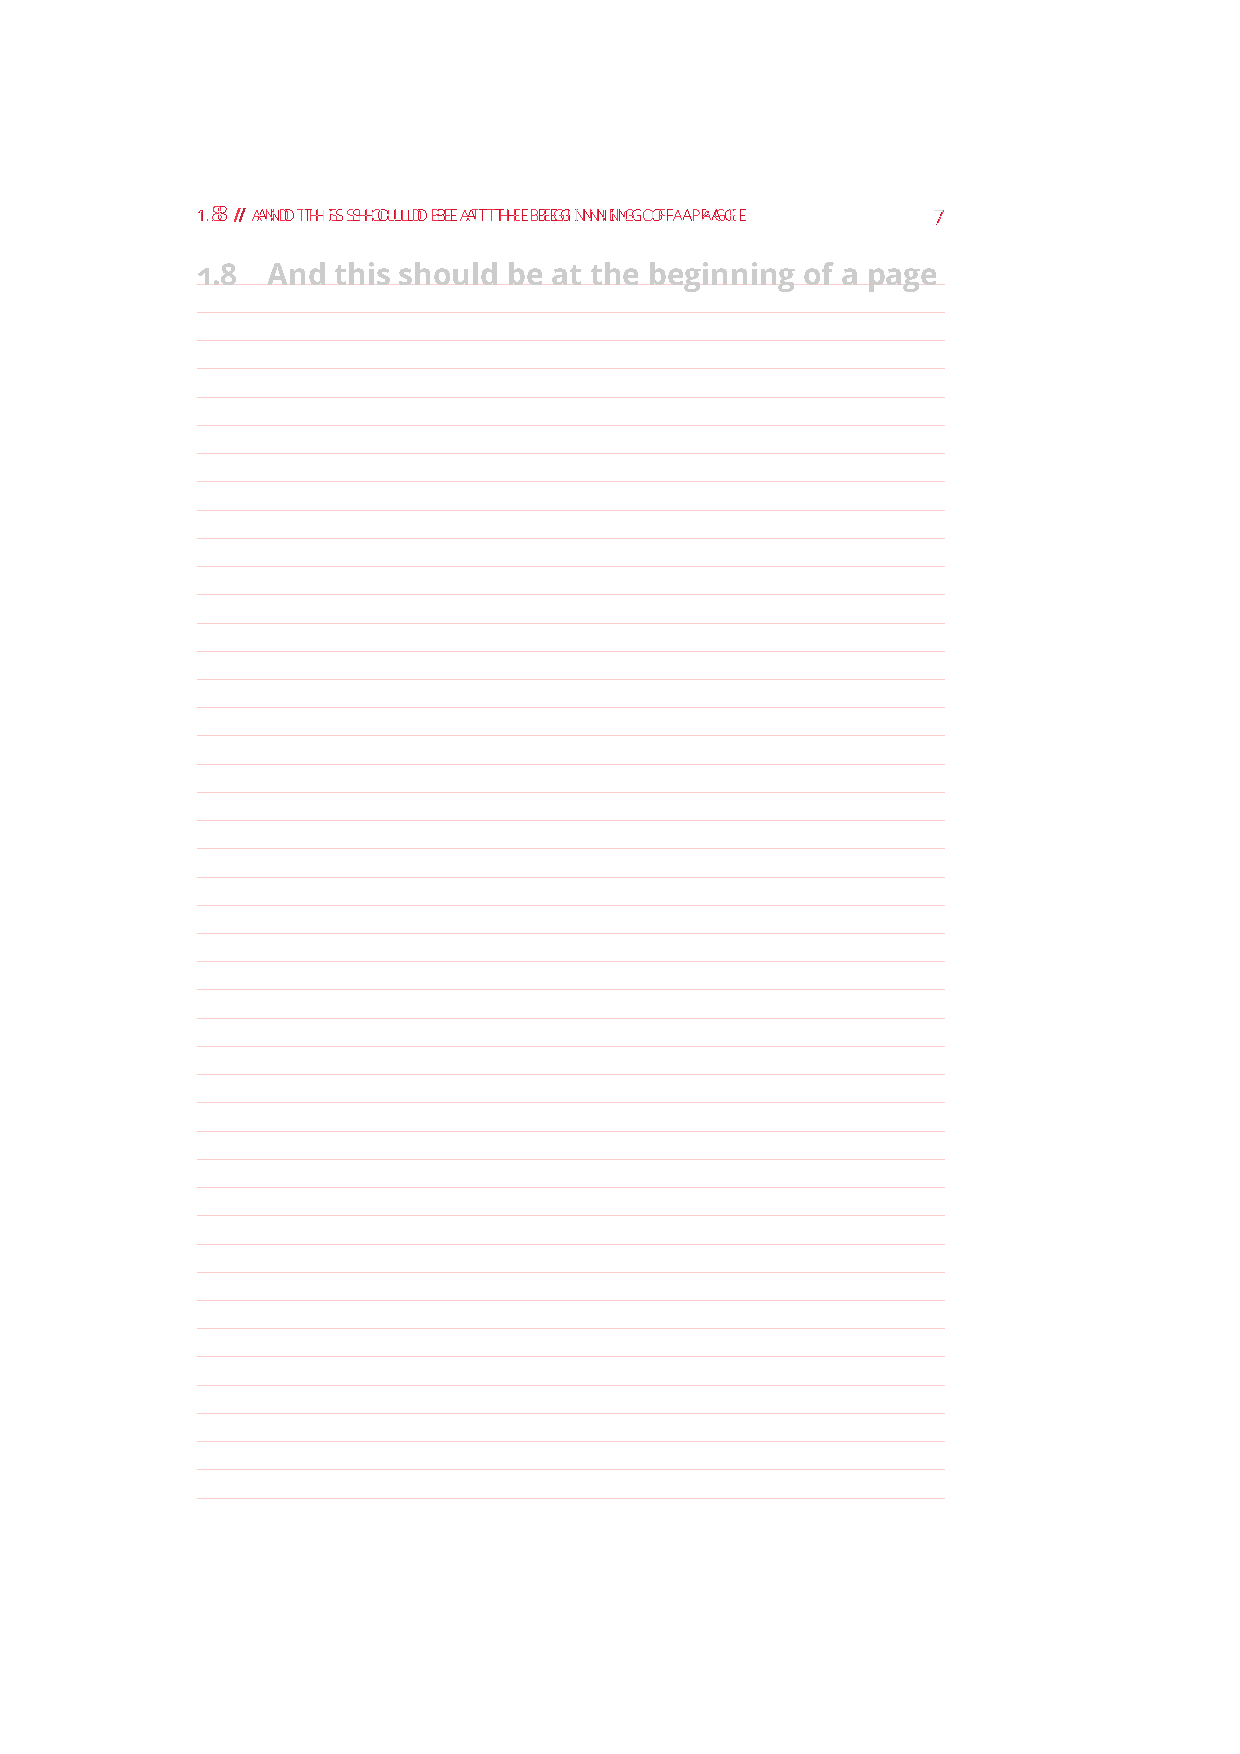 1.8 // AND THIS SHOULD BE AT THE BEGINNING OF A PAGE 7
1.8 And this should be at the beginning of a page